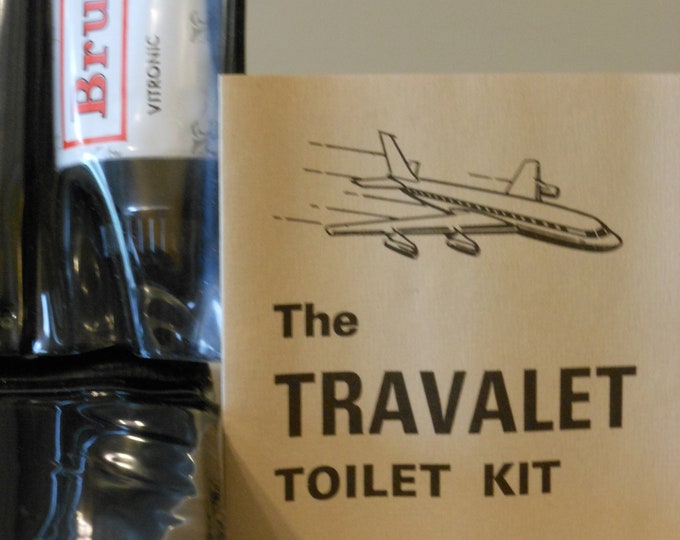 Bru
VITRONIC
The
TRAVALET
TOILET KIT